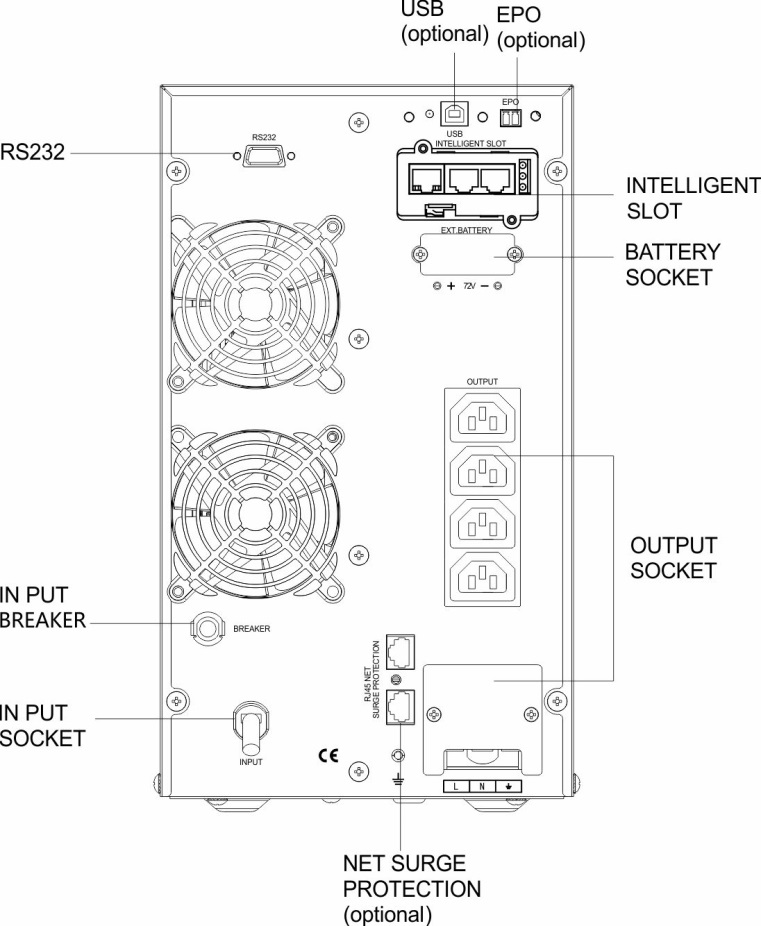 USB
(optional)
EPO
(optional)
EPO
USB
RS232
RS232
INTELLIGENT SLOT
INTELLIGENT
SLOT
EXT.BATTERY
BATTERY
SOCKET
+ 72V −
OUTPUT
OUTPUT
SOCKET
IN PUT
BREAKER
BREAKER
RJ45 NET
SURGE PROTECTION
IN PUT
SOCKET
INPUT
CE
L N
NET SURGE
PROTECTION
(optional)